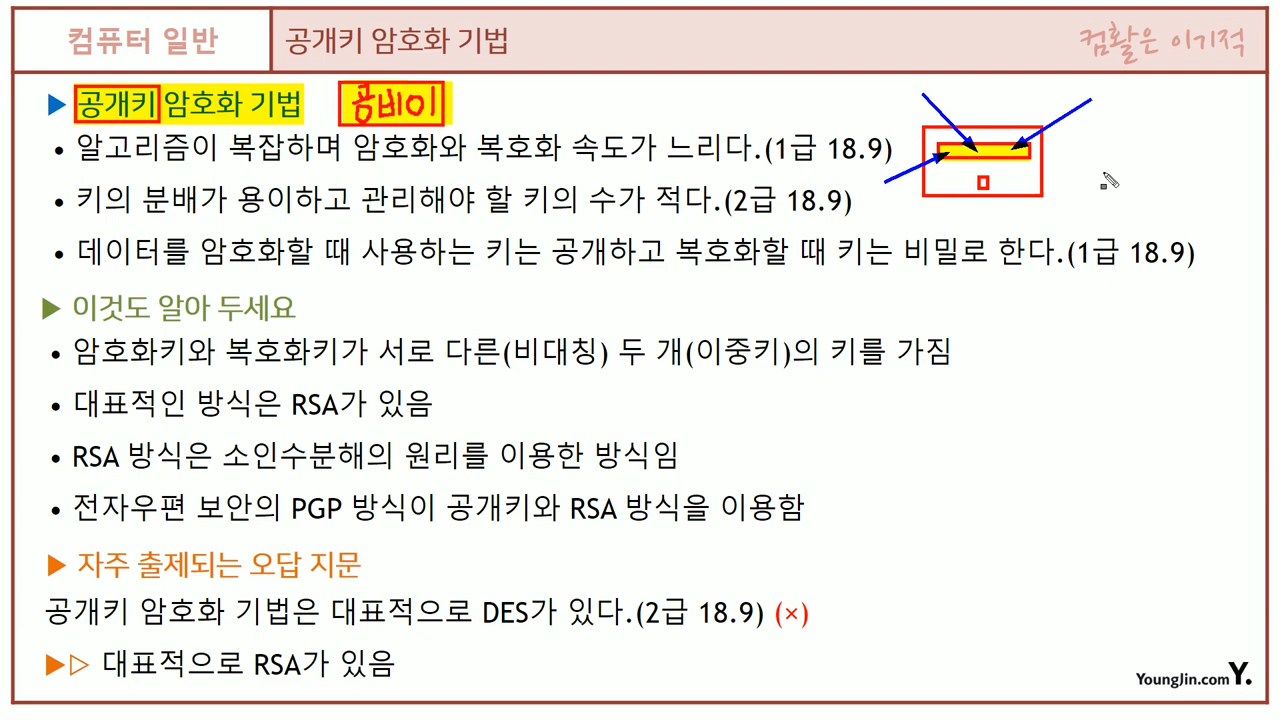 컴퓨터 일반
공개키 암호화 기법
컴활은 이기적
▶ 공개키 암호화 기법 공비이
• 알고리즘이 복잡하며 암호화와 복호화 속도가 느리다.(1급 18.9)
• 키의 분배가 용이하고 관리해야 할 키의 수가 적다.(2급 18.9)
• 데이터를 암호화할 때 사용하는 키는 공개하고 복호화할 때 키는 비밀로 한다.(1급 18.9)
▶ 이것도 알아 두세요
• 암호화키와 복호화키가 서로 다른(비대칭) 두 개(이중키)의 키를 가짐
• 대표적인 방식은 RSA가 있음
• RSA 방식은 소인수분해의 원리를 이용한 방식임
• 전자우편 보안의 PGP 방식이 공개키와 RSA 방식을 이용함
▶ 자주 출제되는 오답 지문
공개키 암호화 기법은 대표적으로 DES가 있다.(2급 18.9) (×)
▶▷ 대표적으로 RSA가 있음
YoungJin.com Y.